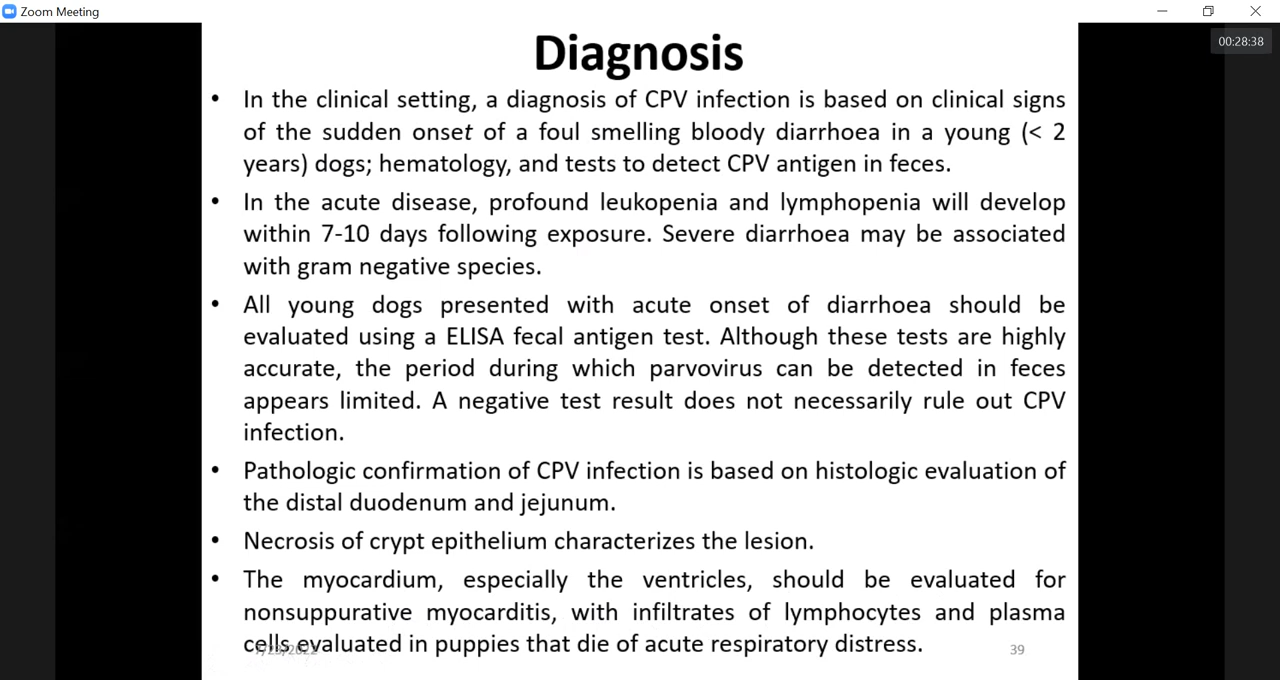 Zoom Meeting
00:28:38
Diagnosis
• In the clinical setting, a diagnosis of CPV infection is based on clinical signs
of the sudden onset of a foul smelling bloody diarrhoea in a young (< 2
years) dogs; hematology, and tests to detect CPV antigen in feces.
• In the acute disease, profound leukopenia and lymphopenia will develop
within 7-10 days following exposure. Severe diarrhoea may be associated
with gram negative species.
• All young dogs presented with acute onset of diarrhoea should be
evaluated using a ELISA fecal antigen test. Although these tests are highly
accurate, the period during which parvovirus can be detected in feces
appears limited. A negative test result does not necessarily rule out CPV
infection.
• Pathologic confirmation of CPV infection is based on histologic evaluation of
the distal duodenum and jejunum.
• Necrosis of crypt epithelium characterizes the lesion.
• The myocardium, especially the ventricles, should be evaluated for
nonsuppurative myocarditis, with infiltrates of lymphocytes and plasma
cells evaluated in puppies that die of acute respiratory distress.
7/23/2022
39